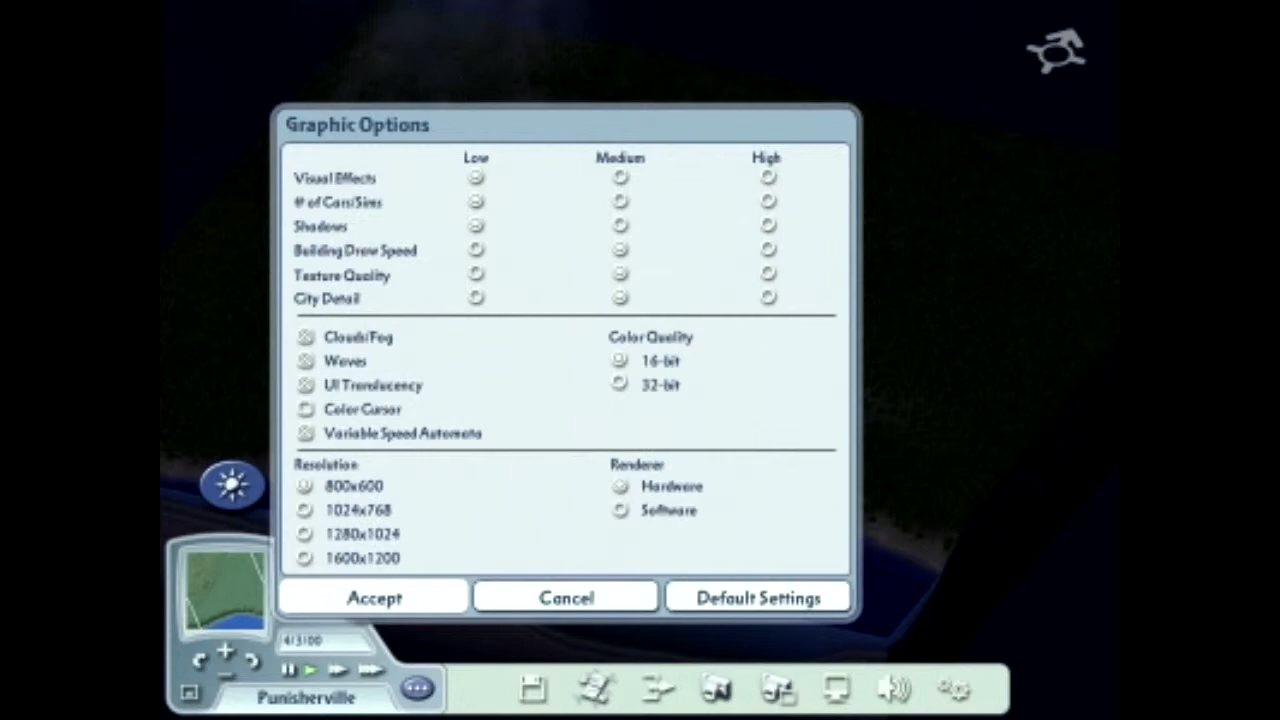 Graphic Options
Low Medium High
Visual Effects
# of Cars/Sims
Shadows
Building Draw Speed
Texture Quality
City Detail
Clouds/Fog Color Quality
Waves 16-bit
UI Translucency 32-bit
Color Cursor
Variable Speed Automata
Resolution Renderer
800x600 Hardware
1024x768 Software
1280x1024
1600x1200
Accept Cancel Default Settings
4/3/00
Punisherville